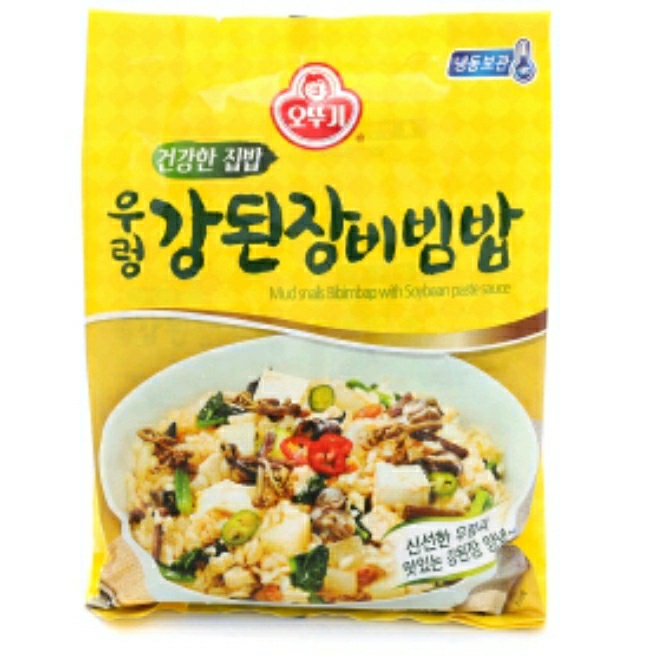 냉동보관
오뚜기
건강한 집밥
우렁 강된장비빔밥
Mud snails Bibimbap with Soybean paste sauce
신선한 우렁과
맛있는 강된장 양념